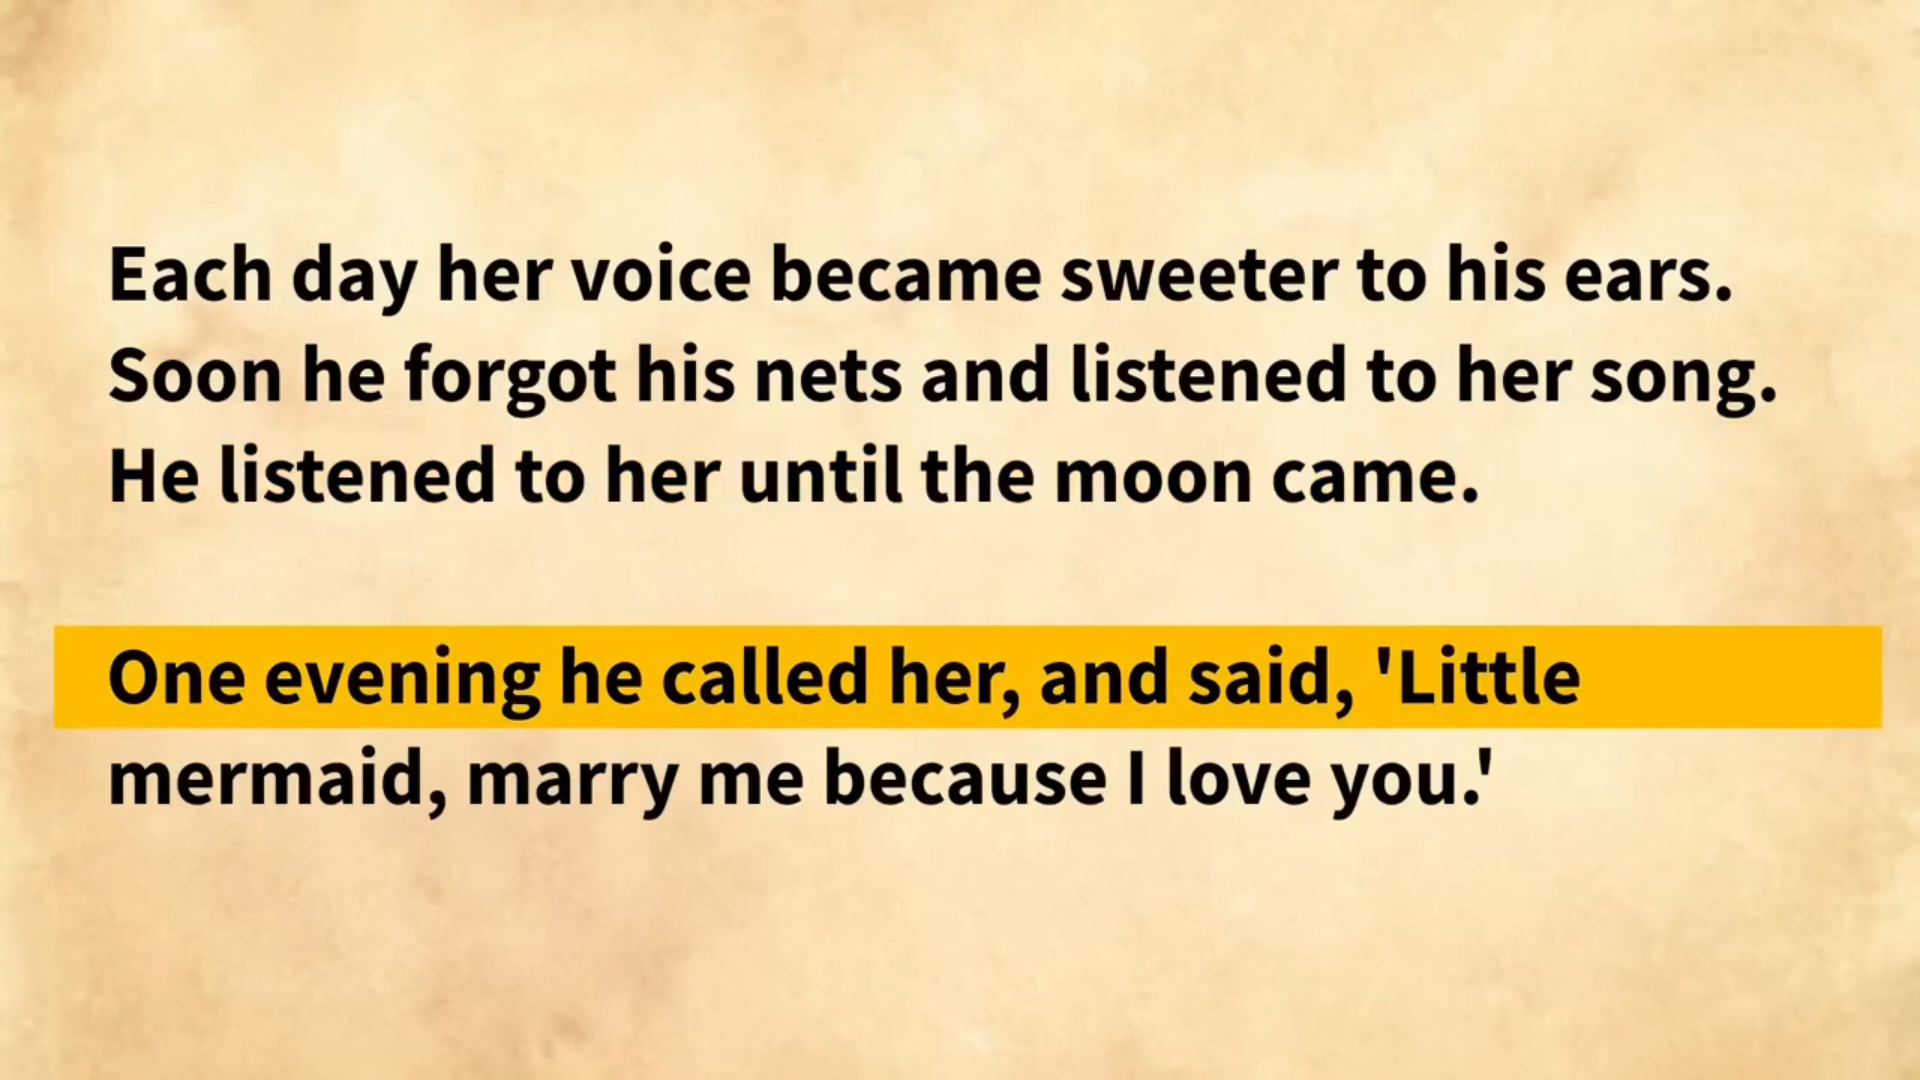 Each day her voice became sweeter to his ears.
Soon he forgot his nets and listened to her song.
He listened to her until the moon came.
One evening he called her, and said, 'Little
mermaid, marry me because I love you.'